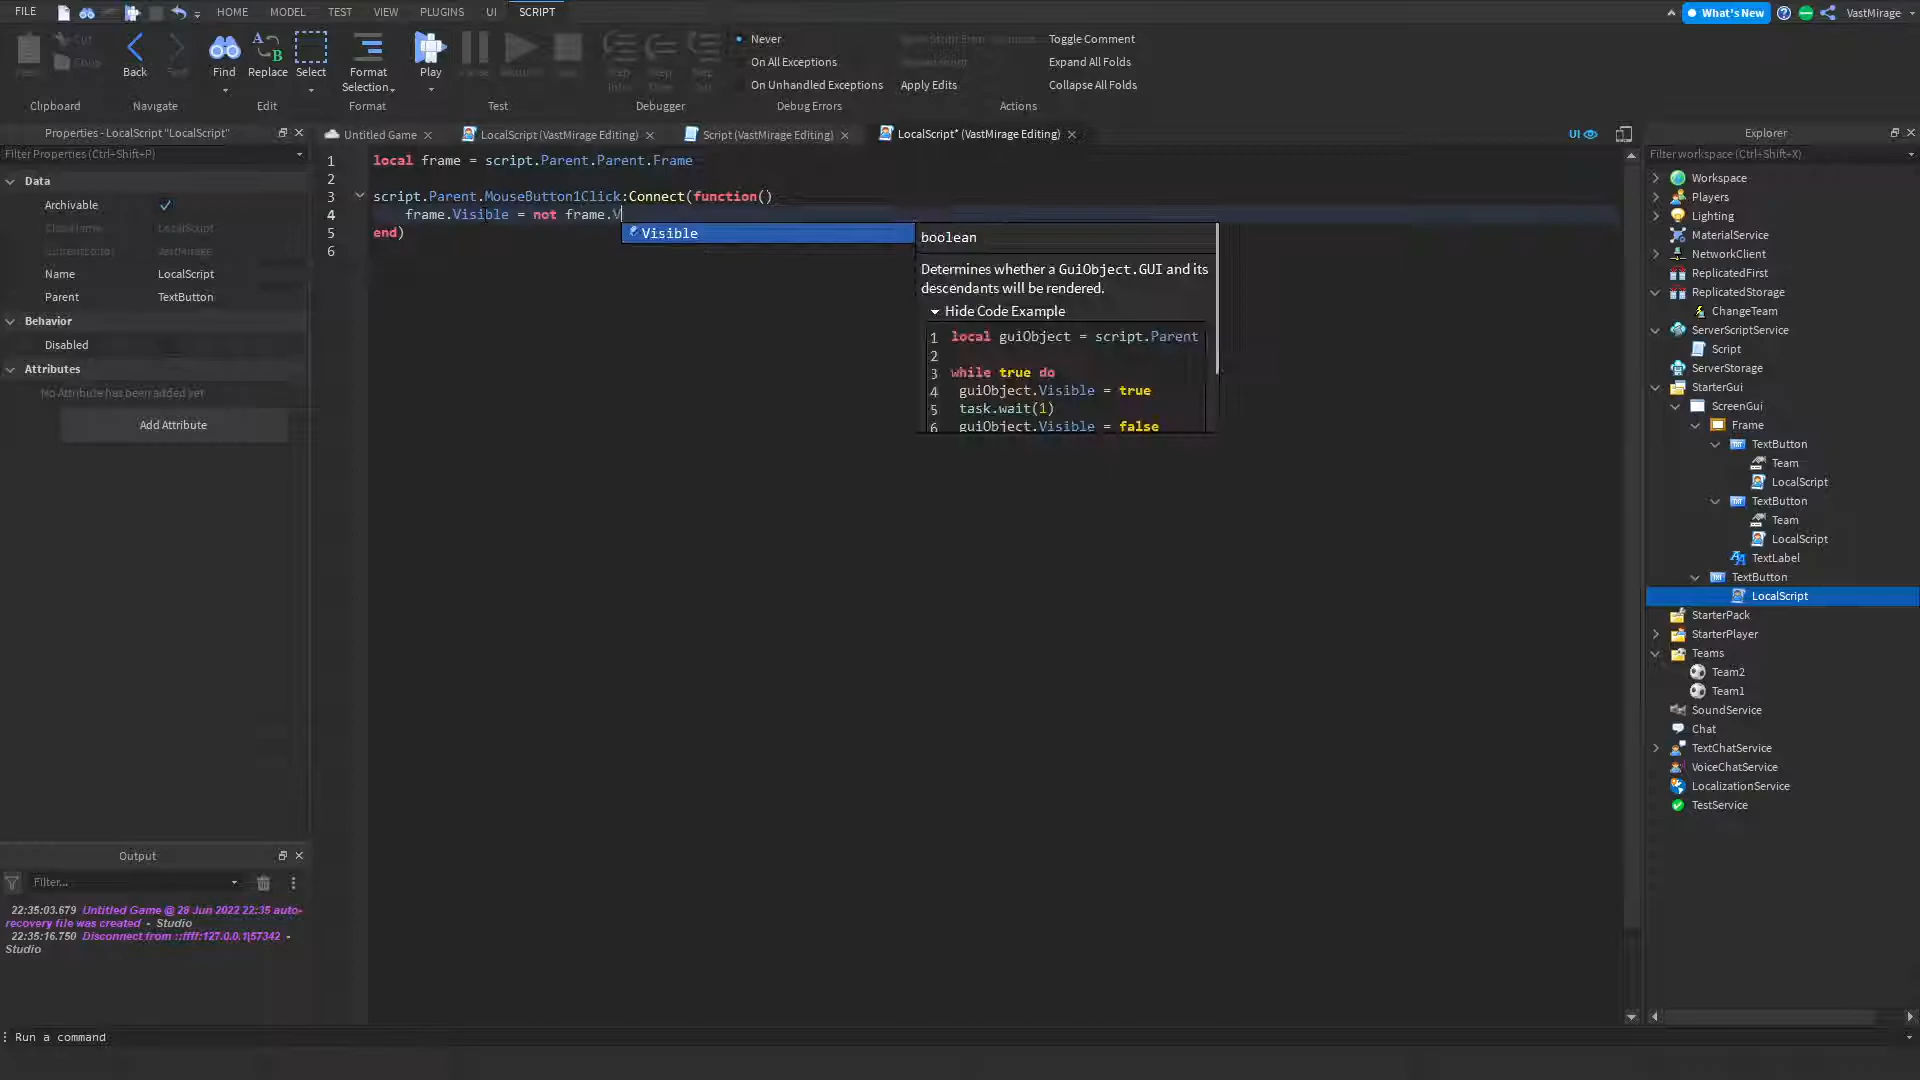 FILE
HOME
MODEL
TEST
VIEW
PLUGINS
UI
SCRIPT
What's New
VastMirage
Cut
Copy
Back
Find
Replace
Select
Format
Selection
Play
Never
On All Exceptions
On Unhandled Exceptions
Apply Edits
Toggle Comment
Expand All Folds
Collapse All Folds
Clipboard
Navigate
Edit
Format
Test
Debugger
Debug Errors
Actions
Properties - LocalScript "LocalScript"
Filter Properties (Ctrl+Shift+P)
Data
Archivable
ClassName LocalScript
Name LocalScript
Parent TextButton
Behavior
Disabled
Attributes
No Attribute has been added yet
Add Attribute
Output
Filter...
22:35:03.679 Untitled Game @ 28 Jun 2022 22:35 auto-
recovery file was created - Studio
22:35:16.750 Disconnect from ::ffff:127.0.0.1|57342 -
Studio
Untitled Game
LocalScript (VastMirage Editing)
Script (VastMirage Editing)
LocalScript* (VastMirage Editing)
UI
1 local frame = script.Parent.Parent.Frame
2
3 script.Parent.MouseButton1Click:Connect(function()
4 frame.Visible = not frame.V
5 end)
6
Visible
boolean
Determines whether a GuiObject.GUI and its
descendants will be rendered.
Hide Code Example
1 local guiObject = script.Parent
2
3 while true do
4 guiObject.Visible = true
5 task.wait(1)
6 guiObject.Visible = false
Explorer
Filter workspace (Ctrl+Shift+X)
Workspace
Players
Lighting
MaterialService
NetworkClient
ReplicatedFirst
ReplicatedStorage
ChangeTeam
ServerScriptService
Script
ServerStorage
StarterGui
ScreenGui
Frame
TextButton
Team
LocalScript
TextButton
Team
LocalScript
TextLabel
TextButton
LocalScript
StarterPack
StarterPlayer
Teams
Team2
Team1
SoundService
Chat
TextChatService
VoiceChatService
LocalizationService
TestService
Run a command